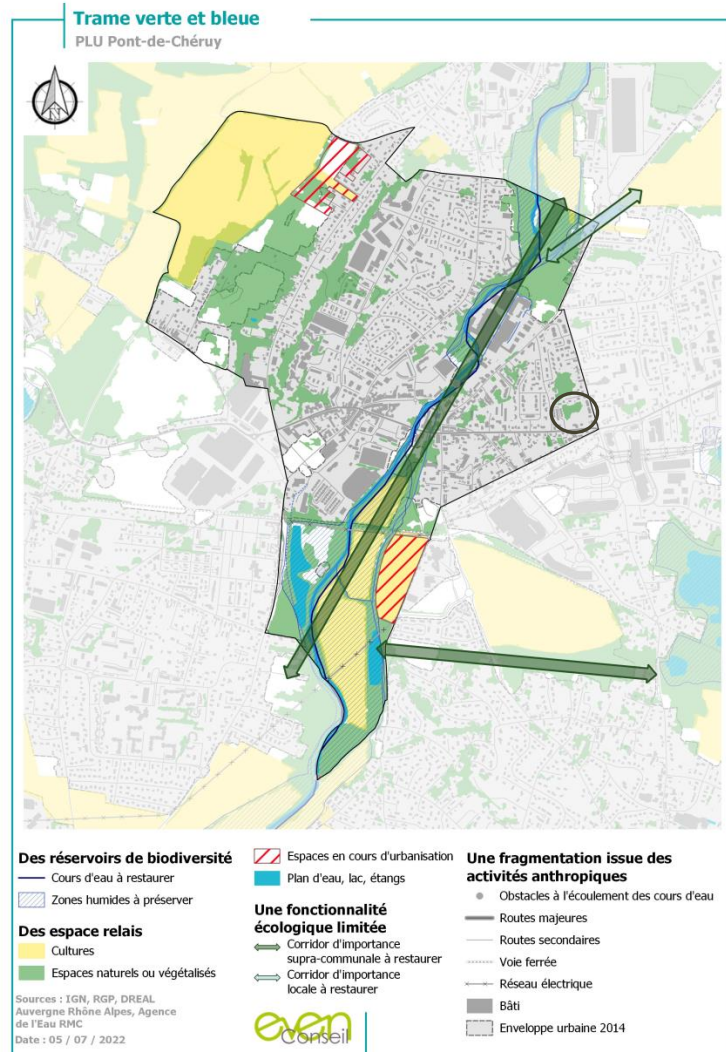 Trame verte et bleue
PLU Pont-de-Chéruy
N
Des réservoirs de biodiversité
Cours d'eau à restaurer
Zones humides à préserver
Des espace relais
Cultures
Espaces naturels ou végétalisés
Sources : IGN, RGP, DREAL
Auvergne Rhône Alpes, Agence
de l'Eau RMC
Date : 05 / 07 / 2022
Espaces en cours d'urbanisation
Plan d'eau, lac, étangs
Une fonctionnalité
écologique limitée
Corridor d'importance
supra-communale à restaurer
Corridor d'importance
locale à restaurer
even
Conseil
Une fragmentation issue des
activités anthropiques
Obstacles à l'écoulement des cours d'eau
Routes majeures
Routes secondaires
Voie ferrée
Réseau électrique
Bâti
Enveloppe urbaine 2014